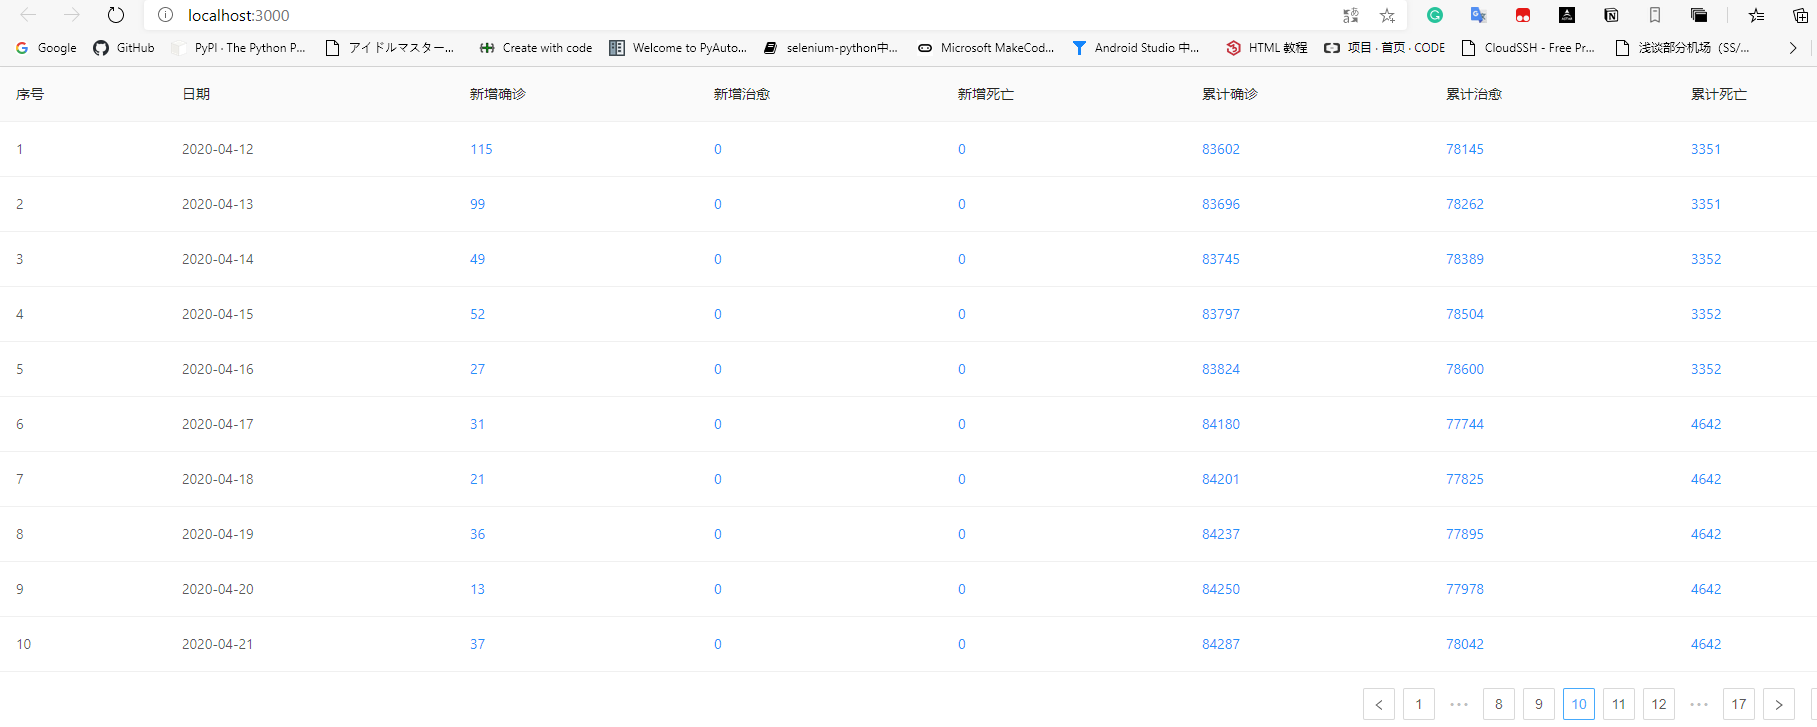 localhost:3000
Google GitHub PyPI · The Python P... アイドルマスター... Create with code Welcome to PyAuto... selenium-python中... Microsoft MakeCod... Android Studio 中... HTML 教程 项目 · 首页 · CODE CloudSSH - Free Pr... 浅谈部分机场（SS/...
序号 日期 新增确诊 新增治愈 新增死亡 累计确诊 累计治愈 累计死亡
1 2020-04-12 115 0 0 83602 78145 3351
2 2020-04-13 99 0 0 83696 78262 3351
3 2020-04-14 49 0 0 83745 78389 3352
4 2020-04-15 52 0 0 83797 78504 3352
5 2020-04-16 27 0 0 83824 78600 3352
6 2020-04-17 31 0 0 84180 77744 4642
7 2020-04-18 21 0 0 84201 77825 4642
8 2020-04-19 36 0 0 84237 77895 4642
9 2020-04-20 13 0 0 84250 77978 4642
10 2020-04-21 37 0 0 84287 78042 4642
< 1 ••• 8 9 10 11 12 ••• 17 >